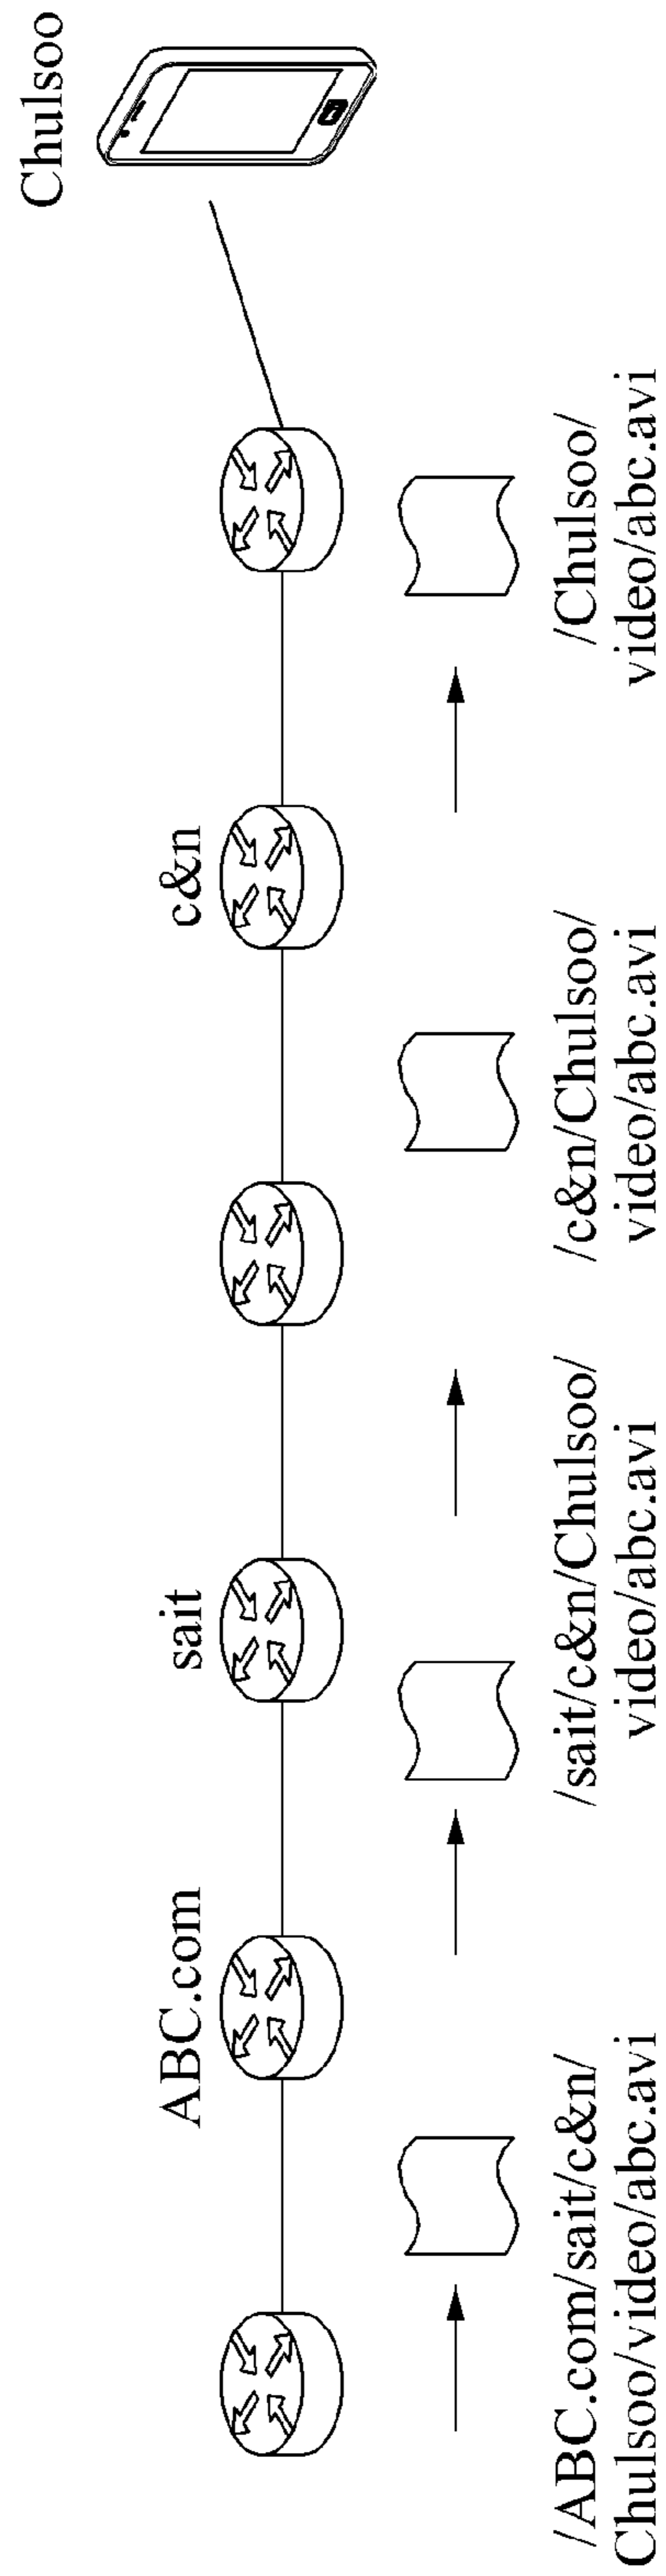 Chulsoo
c&n
sait
ABC.com
/ABC.com/sait/c&n/
Chulsoo/video/abc.avi
/sait/c&n/Chulsoo/
video/abc.avi
/c&n/Chulsoo/
video/abc.avi
/Chulsoo/
video/abc.avi